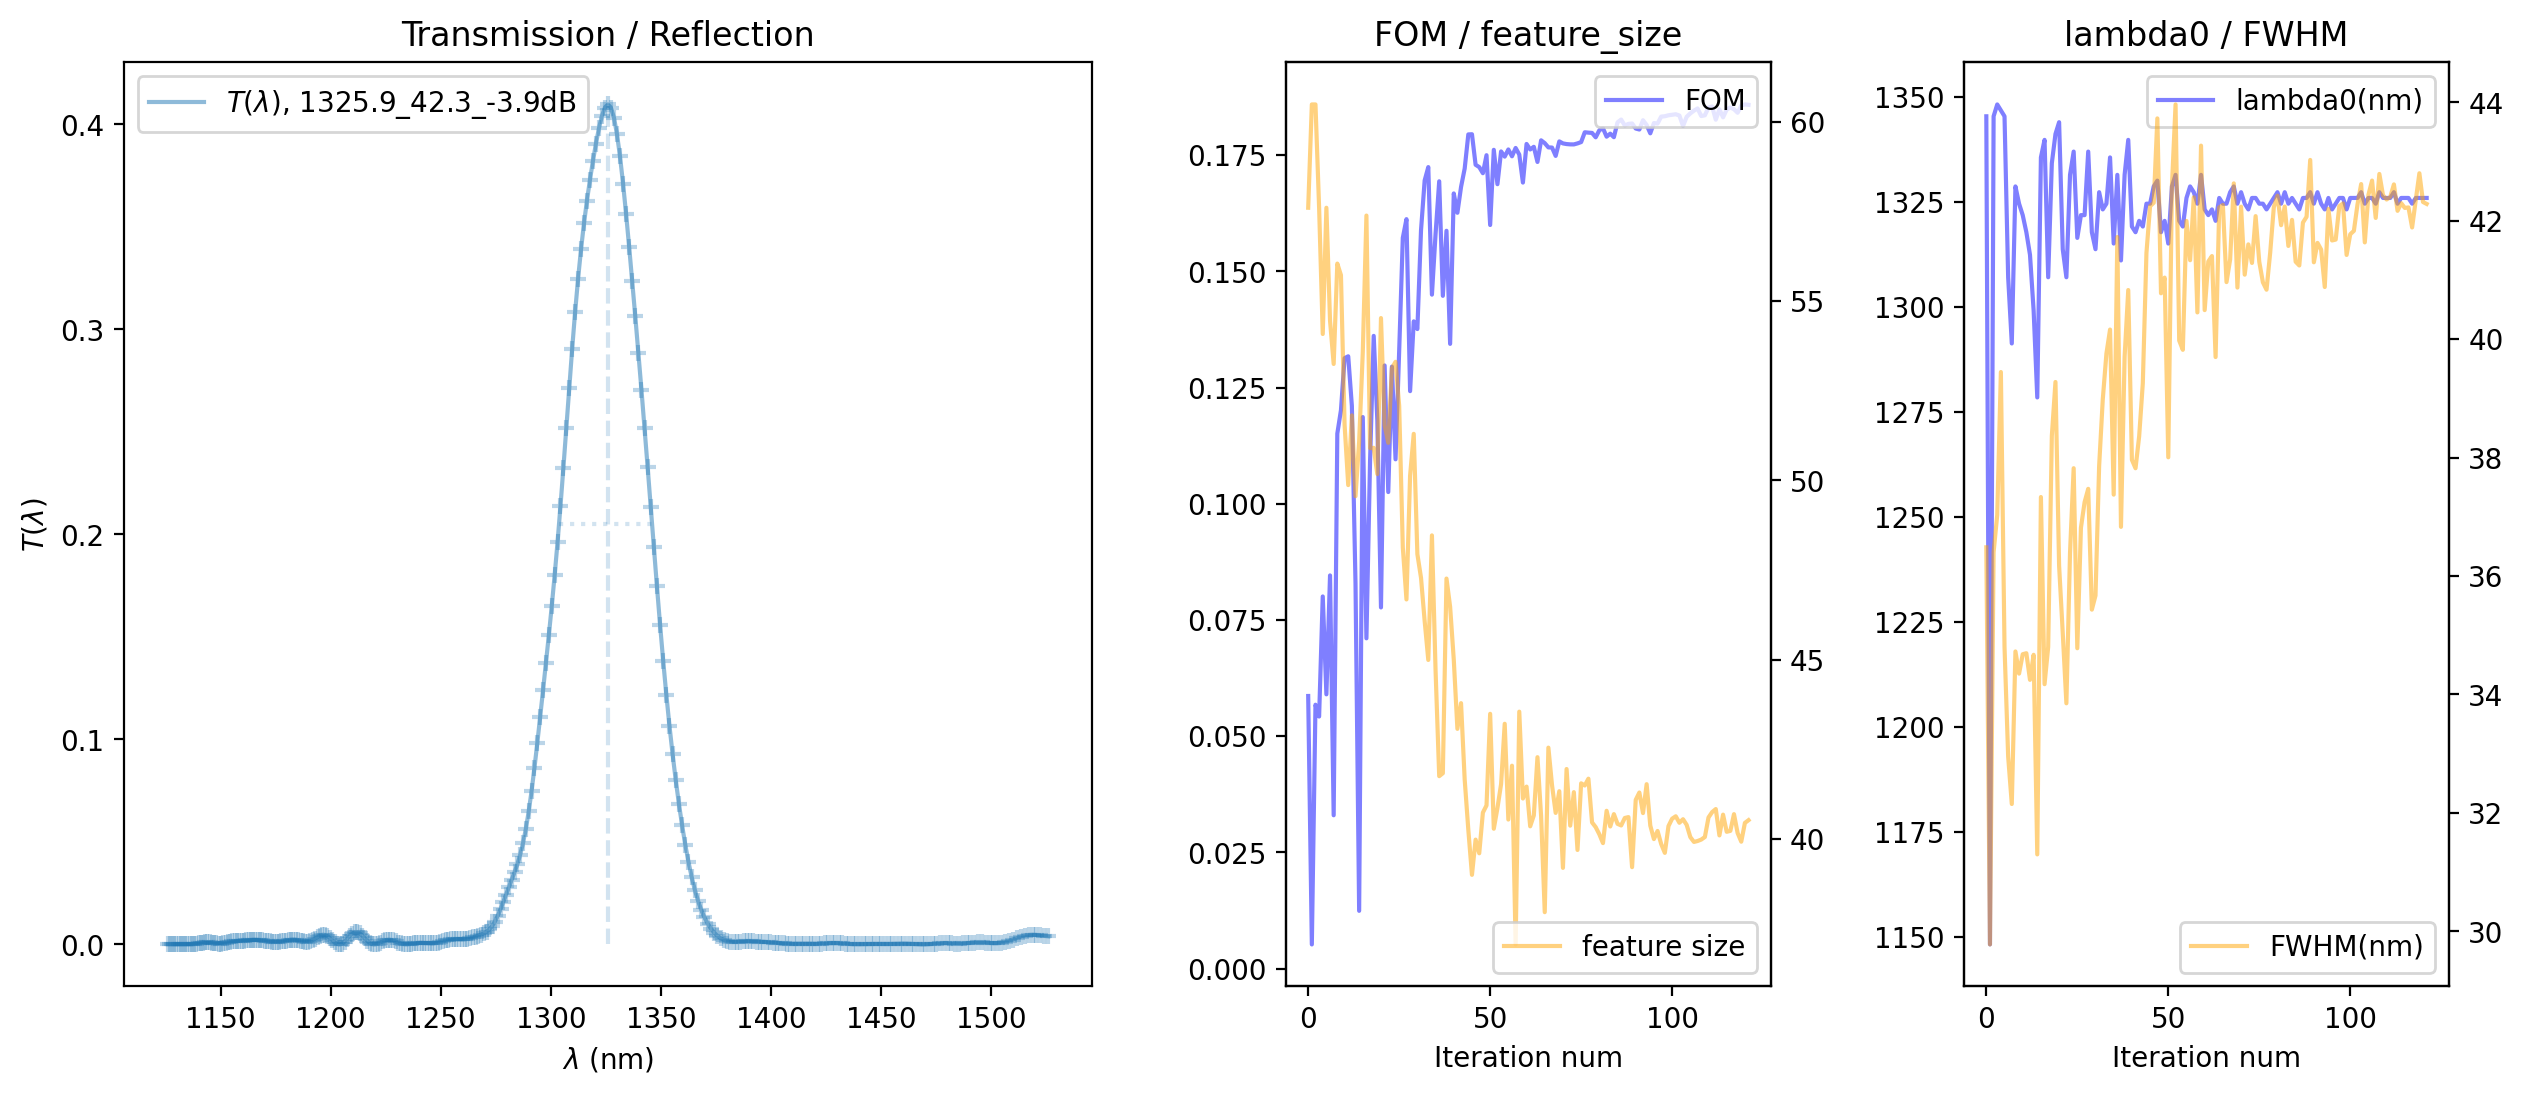 Transmission / Reflection
T(λ), 1325.9_42.3_-3.9dB
T(λ)
0.4
0.3
0.2
0.1
0.0
1150 1200 1250 1300 1350 1400 1450 1500
λ (nm)
FOM / feature_size
FOM
0.175
0.150
0.125
0.100
0.075
0.050
0.025
0.000
60
55
50
45
40
feature size
0 50 100
Iteration num
lambda0 / FWHM
lambda0(nm)
1350
1325
1300
1275
1250
1225
1200
1175
1150
44
42
40
38
36
34
32
30
FWHM(nm)
0 50 100
Iteration num